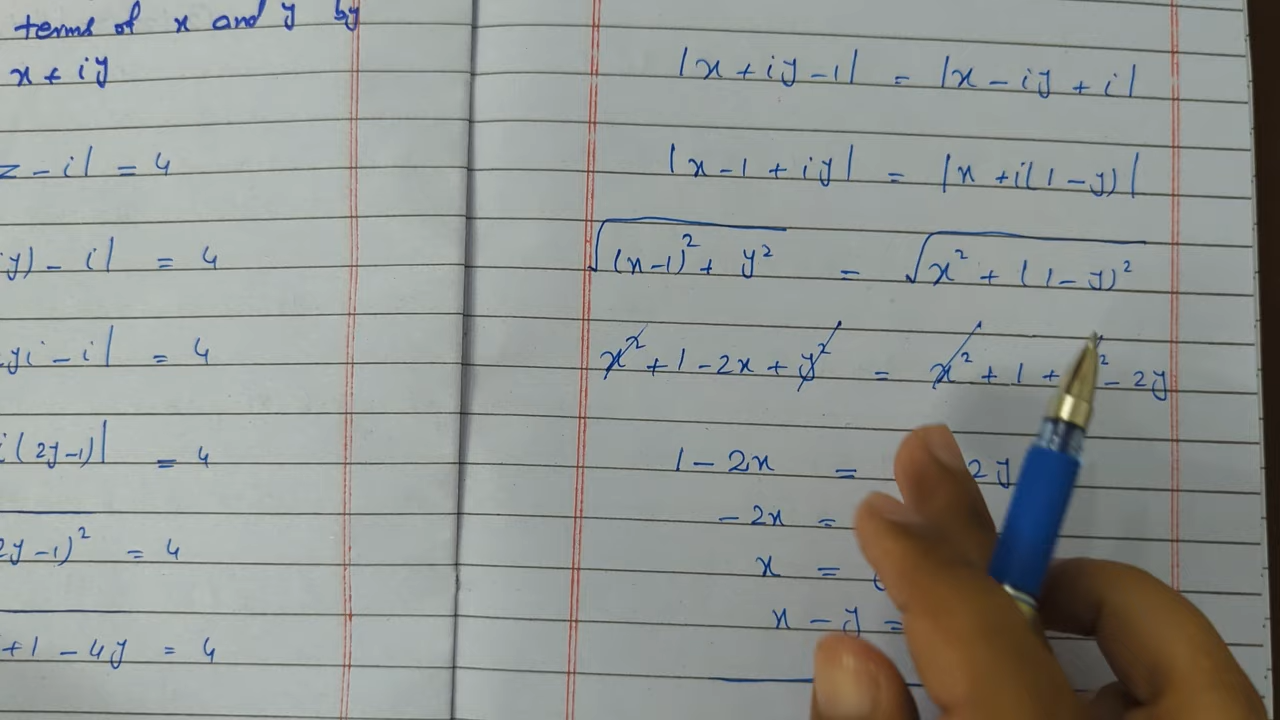 terms of x and y by
x + iy
z - i| = 4
y) - i| = 4
yi - i| = 4
i(2y-1)| = 4
2y-1)² = 4
+1 - 4y = 4
|x + iy - 1| = |x - iy + i|
|x - 1 + iy| = |x + i(1 - y)|
√(x-1)² + y² = √x² + (1 - y)²
x² + 1 - 2x + y² = x² + 1 + ² - 2y
1 - 2x = 2y
- 2x =
x =
x - y =